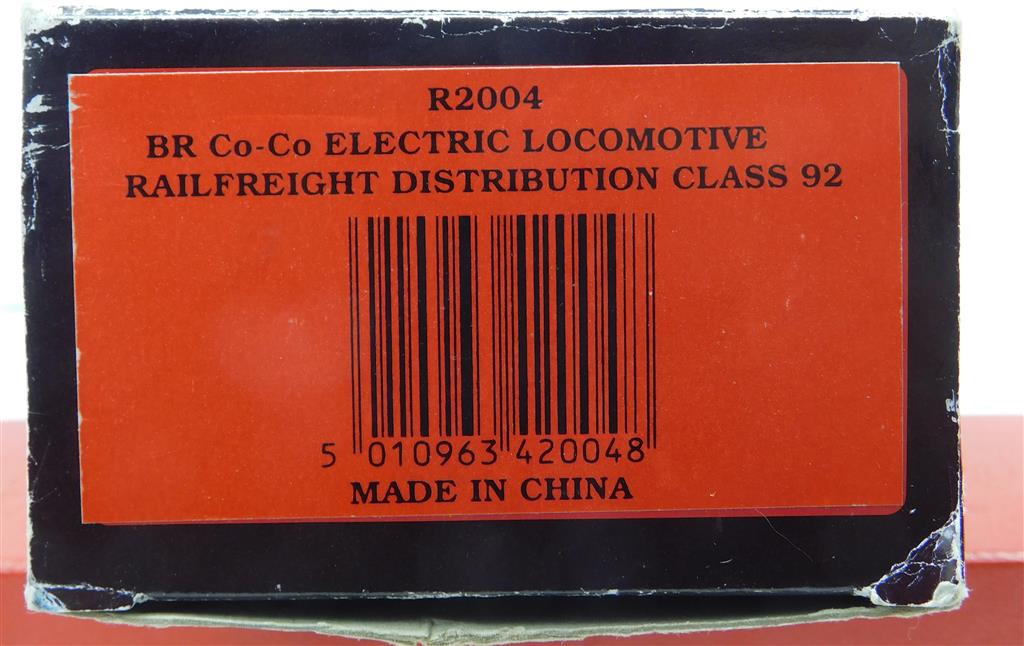 R2004
BR Co-Co ELECTRIC LOCOMOTIVE
RAILFREIGHT DISTRIBUTION CLASS 92
5 010963 420048
MADE IN CHINA